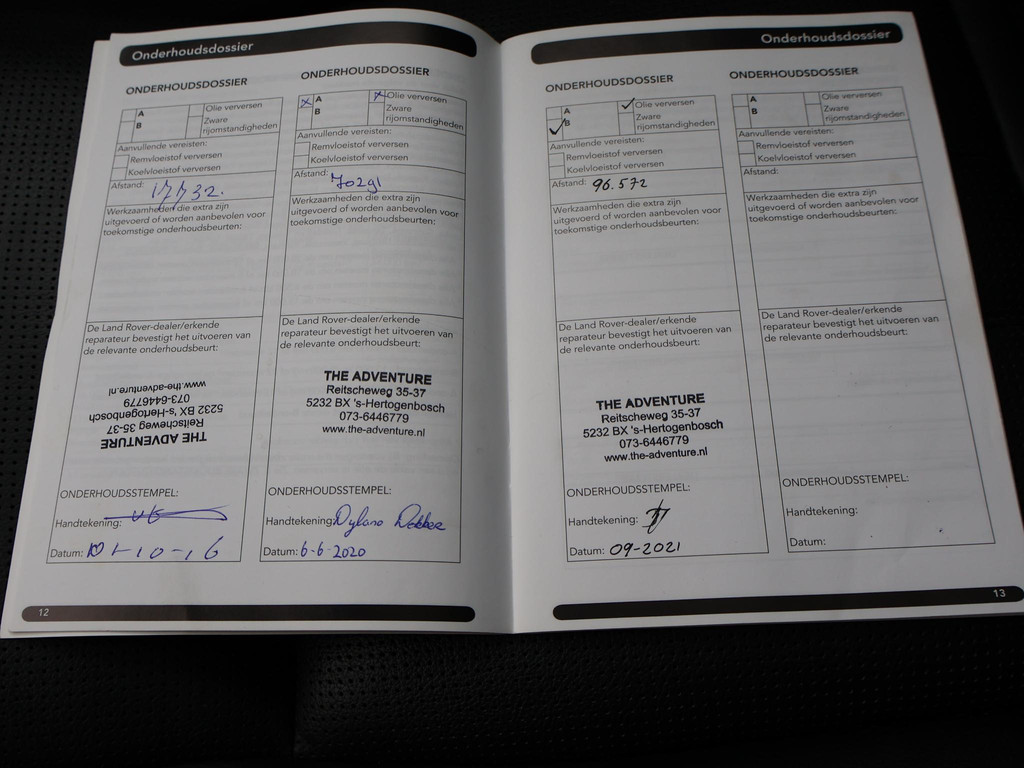 Onderhoudsdossier
ONDERHOUDSDOSSIER
A
B
Olie verversen
Zware
rijomstandigheden
Aanvullende vereisten:
Remvloeistof verversen
Koelvloeistof verversen
Afstand:
Werkzaamheden die extra zijn
uitgevoerd of worden aanbevolen voor
toekomstige onderhoudsbeurten:
De Land Rover-dealer/erkende
reparateur bevestigt het uitvoeren van
de relevante onderhoudsbeurt:
THE ADVENTURE
Reitscheweg 35-37
5232 BX 's-Hertogenbosch
073-6446779
www.the-adventure.nl
ONDERHOUDSSTEMPEL:
Handtekening:
Datum: 10-16
ONDERHOUDSDOSSIER
X A
B
X Olie verversen
Zware
rijomstandigheden
Aanvullende vereisten:
Remvloeistof verversen
Koelvloeistof verversen
Afstand: 70291
Werkzaamheden die extra zijn
uitgevoerd of worden aanbevolen voor
toekomstige onderhoudsbeurten:
De Land Rover-dealer/erkende
reparateur bevestigt het uitvoeren van
de relevante onderhoudsbeurt:
THE ADVENTURE
Reitscheweg 35-37
5232 BX 's-Hertogenbosch
073-6446779
www.the-adventure.nl
ONDERHOUDSSTEMPEL:
Handtekening: Dylano
Datum: 6-6-2020
12
Onderhoudsdossier
ONDERHOUDSDOSSIER
A
B
Olie verversen
Zware
rijomstandigheden
Aanvullende vereisten:
Remvloeistof verversen
Koelvloeistof verversen
Afstand: 96.572
Werkzaamheden die extra zijn
uitgevoerd of worden aanbevolen voor
toekomstige onderhoudsbeurten:
De Land Rover-dealer/erkende
reparateur bevestigt het uitvoeren van
de relevante onderhoudsbeurt:
THE ADVENTURE
Reitscheweg 35-37
5232 BX 's-Hertogenbosch
073-6446779
www.the-adventure.nl
ONDERHOUDSSTEMPEL:
Handtekening:
Datum: 09-2021
ONDERHOUDSDOSSIER
A
B
Olie verversen
Zware
rijomstandigheden
Aanvullende vereisten:
Remvloeistof verversen
Koelvloeistof verversen
Afstand:
Werkzaamheden die extra zijn
uitgevoerd of worden aanbevolen voor
toekomstige onderhoudsbeurten:
De Land Rover-dealer/erkende
reparateur bevestigt het uitvoeren van
de relevante onderhoudsbeurt:
ONDERHOUDSSTEMPEL:
Handtekening:
Datum:
13